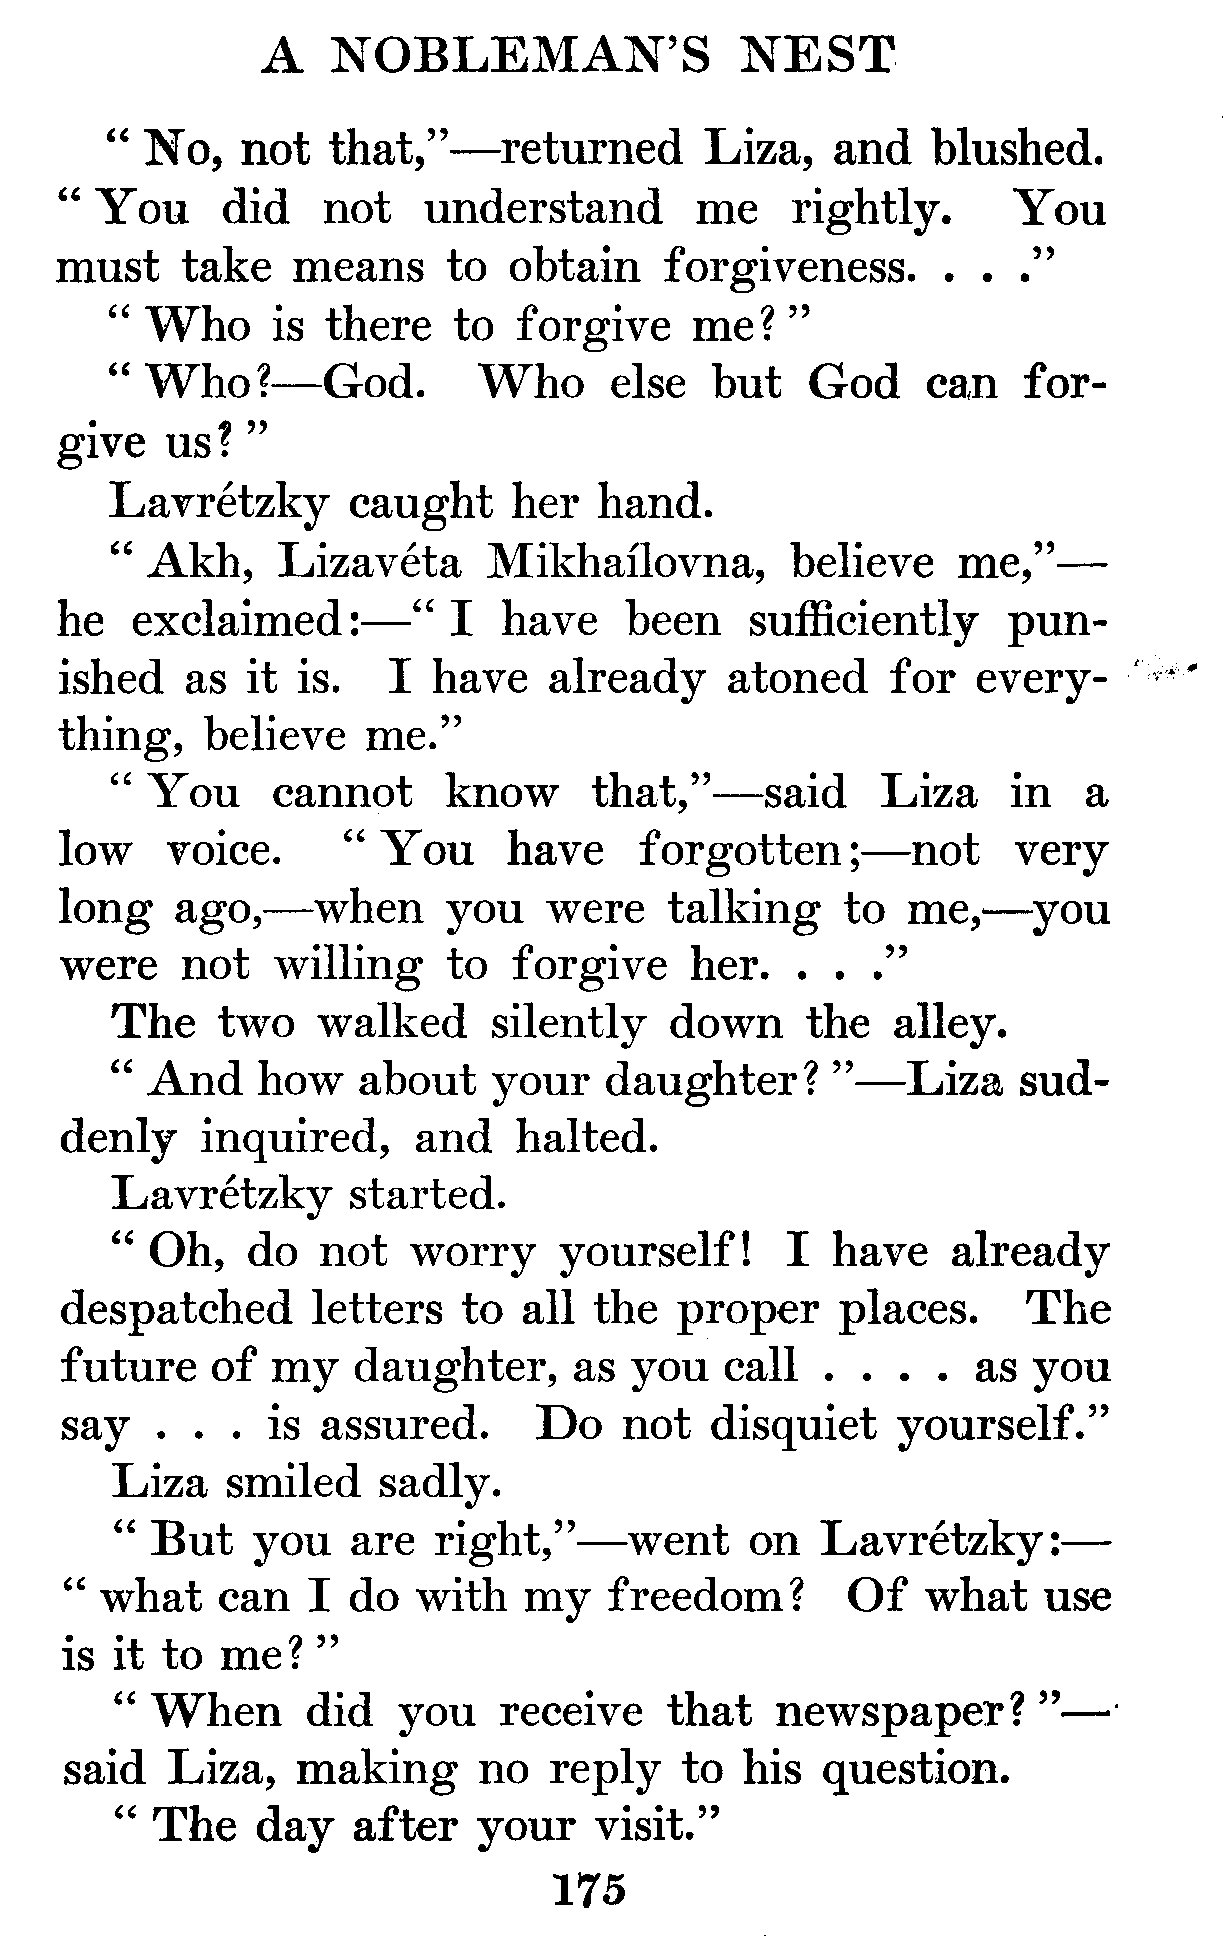 A NOBLEMAN'S NEST
“ No, not that,”—returned Liza, and blushed.
“ You did not understand me rightly. You
must take means to obtain forgiveness. . . .”
“ Who is there to forgive me? ”
“ Who?—God. Who else but God can for-
give us? ”
Lavrétzky caught her hand.
“ Akh, Lizavéta Mikhaílovna, believe me,”—
he exclaimed:—“ I have been sufficiently pun-
ished as it is. I have already atoned for every-
thing, believe me.”
“ You cannot know that,”—said Liza in a
low voice. “ You have forgotten;—not very
long ago,—when you were talking to me,—you
were not willing to forgive her. . . .”
The two walked silently down the alley.
“ And how about your daughter? ”—Liza sud-
denly inquired, and halted.
Lavrétzky started.
“ Oh, do not worry yourself! I have already
despatched letters to all the proper places. The
future of my daughter, as you call . . . . as you
say . . . is assured. Do not disquiet yourself.”
Liza smiled sadly.
“ But you are right,”—went on Lavrétzky:—
“ what can I do with my freedom? Of what use
is it to me? ”
“ When did you receive that newspaper? ”—
said Liza, making no reply to his question.
“ The day after your visit.”
175